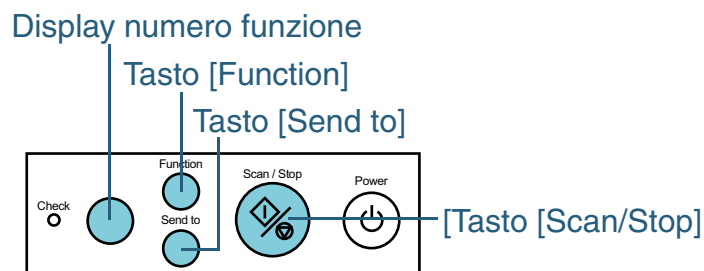 Display numero funzione
Tasto [Function]
Tasto [Send to]
Function
Scan / Stop
Power
Check
Send to
[Tasto [Scan/Stop]